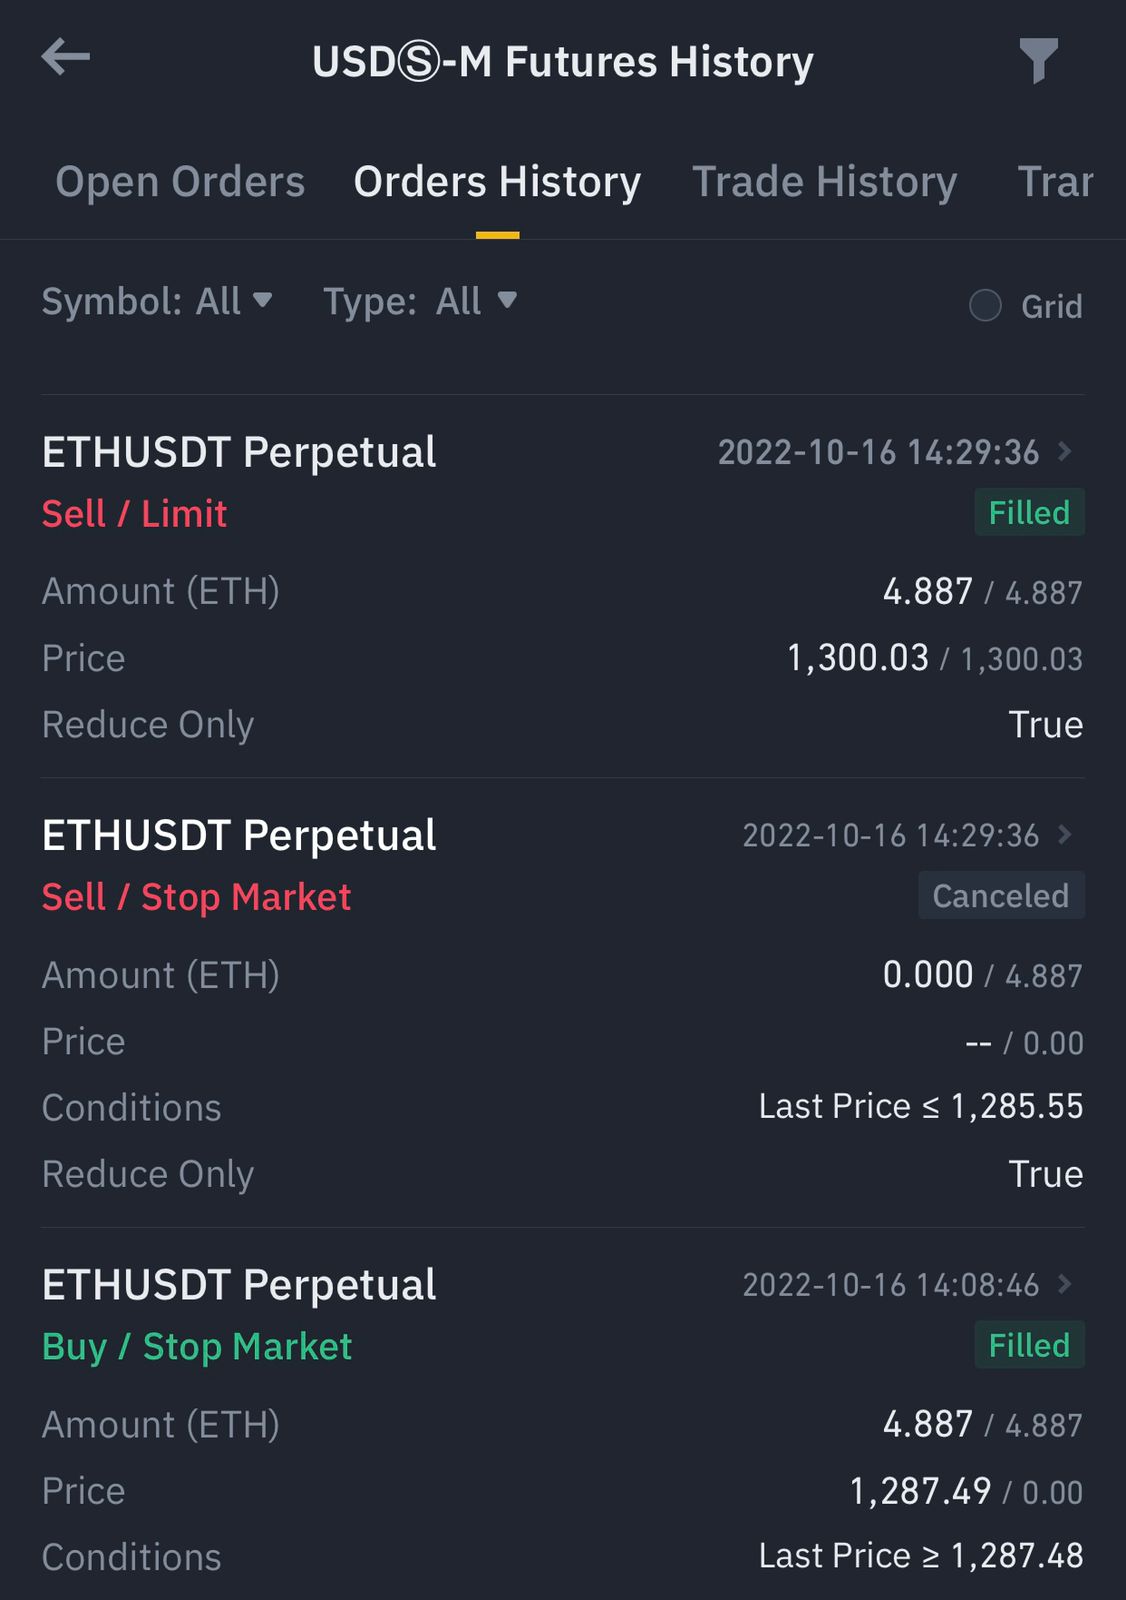 USDⓈ-M Futures History
Open Orders Orders History Trade History Tran
Symbol: All Type: All Grid
ETHUSDT Perpetual 2022-10-16 14:29:36
Sell / Limit Filled
Amount (ETH) 4.887 / 4.887
Price 1,300.03 / 1,300.03
Reduce Only True
ETHUSDT Perpetual 2022-10-16 14:29:36
Sell / Stop Market Canceled
Amount (ETH) 0.000 / 4.887
Price -- / 0.00
Conditions Last Price ≤ 1,285.55
Reduce Only True
ETHUSDT Perpetual 2022-10-16 14:08:46
Buy / Stop Market Filled
Amount (ETH) 4.887 / 4.887
Price 1,287.49 / 0.00
Conditions Last Price ≥ 1,287.48